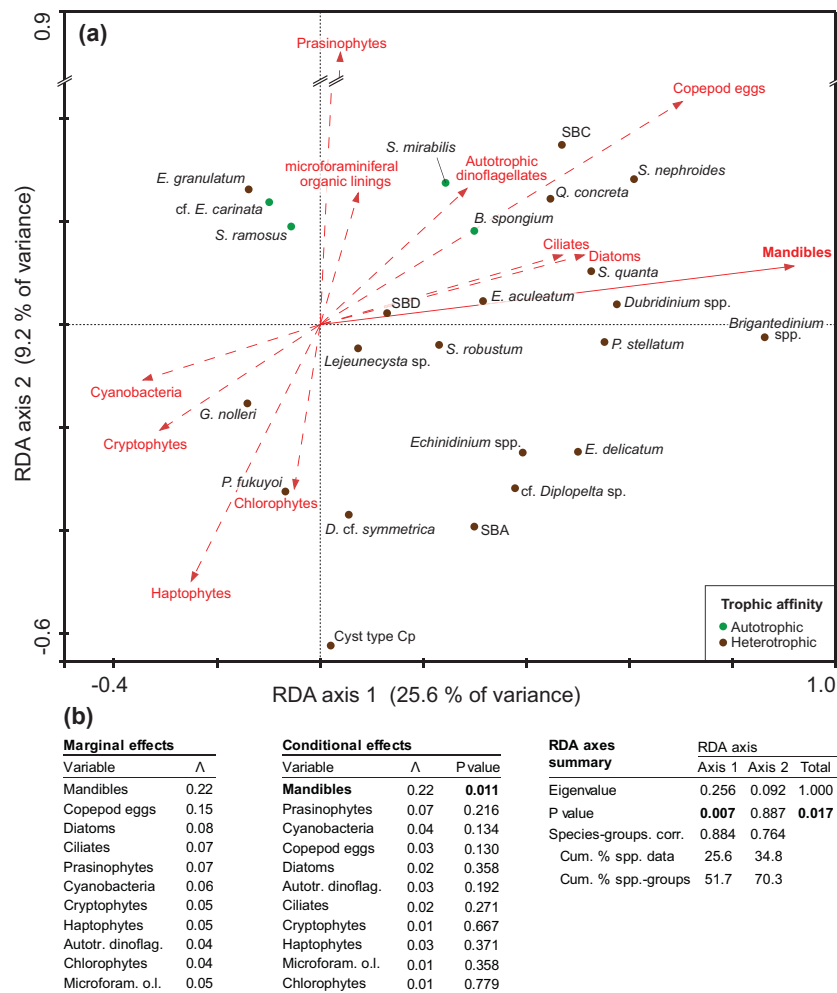 (a)
0.9
Prasinophytes
Copepod eggs
SBC
S. mirabilis
Autotrophic
dinoflagellates
S. nephroides
microforaminiferal
organic linings
E. granulatum
Q. concreta
cf. E. carinata
B. spongium
S. ramosus
Ciliates
Mandibles
Diatoms
S. quanta
SBD
E. aculeatum
Dubridinium spp.
Brigantedinium
spp.
Lejeunecysta sp.
S. robustum
P. stellatum
Cyanobacteria
G. nolleri
Cryptophytes
Echinidinium spp.
E. delicatum
P. fukuyoi
Chlorophytes
cf. Diplopelta sp.
D. cf. symmetrica
SBA
Haptophytes
Cyst type Cp
Trophic affinity
Autotrophic
Heterotrophic
RDA axis 2 (9.2 % of variance)
-0.6
-0.4
RDA axis 1 (25.6 % of variance)
1.0
(b)
Marginal effects
Variable Λ
Mandibles 0.22
Copepod eggs 0.15
Diatoms 0.08
Ciliates 0.07
Prasinophytes 0.07
Cyanobacteria 0.06
Cryptophytes 0.05
Haptophytes 0.05
Autotr. dinoflag. 0.04
Chlorophytes 0.04
Microforam. o.l. 0.05
Conditional effects
Variable Λ P value
Mandibles 0.22 0.011
Prasinophytes 0.07 0.216
Cyanobacteria 0.04 0.134
Copepod eggs 0.03 0.130
Diatoms 0.02 0.358
Autotr. dinoflag. 0.03 0.192
Ciliates 0.02 0.271
Cryptophytes 0.01 0.667
Haptophytes 0.03 0.371
Microforam. o.l. 0.01 0.358
Chlorophytes 0.01 0.779
RDA axes
summary
RDA axis
Axis 1 Axis 2 Total
Eigenvalue 0.256 0.092 1.000
P value 0.007 0.887 0.017
Species-groups. corr. 0.884 0.764
Cum. % spp. data 25.6 34.8
Cum. % spp.-groups 51.7 70.3